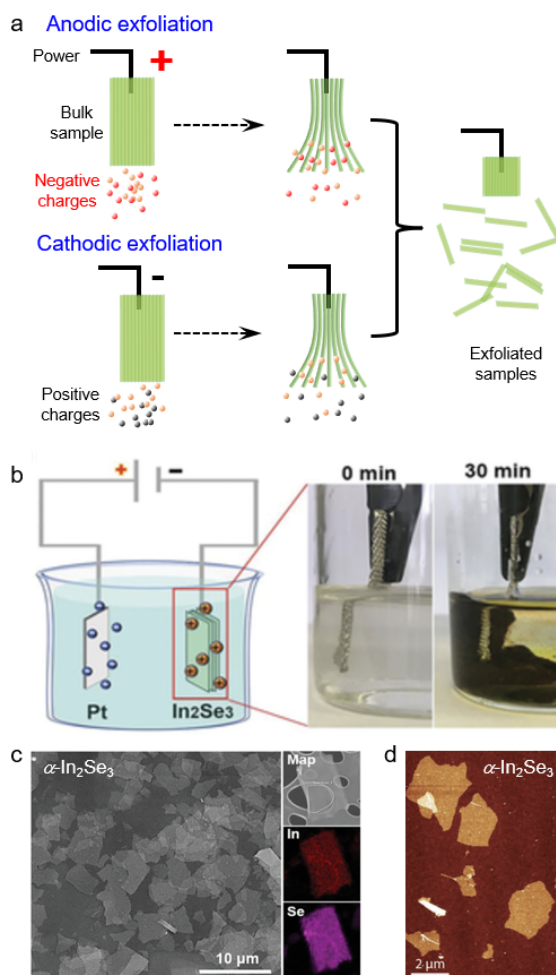 a
Anodic exfoliation
Power
+
Bulk
sample
Negative
charges
Cathodic exfoliation
-
Positive
charges
Exfoliated
samples
b
+
-
Pt
In₂Se₃
0 min
30 min
c
α-In₂Se₃
10 μm
Map
In
Se
d
α-In₂Se₃
2 μm